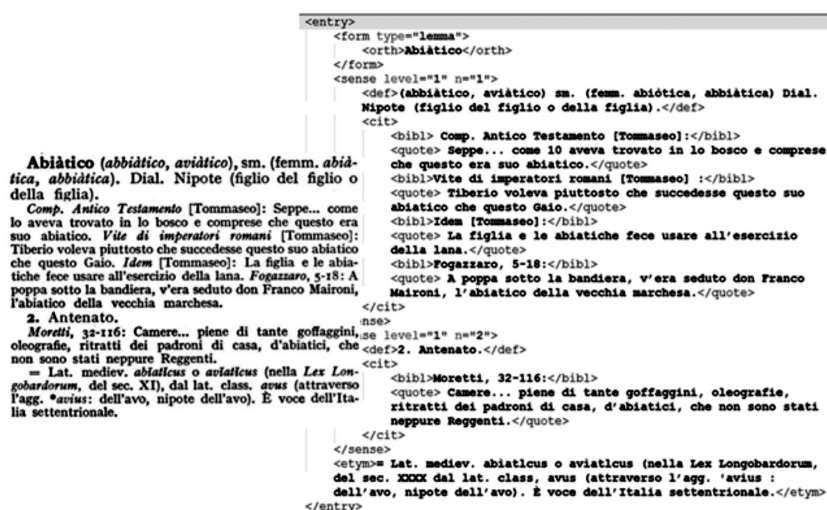 Abiàtico (abbiàtico, aviàtico), sm. (femm. abià-
tica, abbiàtica). Dial. Nipote (figlio del figlio o
della figlia).
Comp. Antico Testamento [Tommaseo]: Seppe... come
lo aveva trovato in lo bosco e comprese che questo era
suo abiatico. Vite di imperatori romani [Tommaseo]:
Tiberio voleva piuttosto che succedesse questo suo abiatico
che questo Gaio. Idem [Tommaseo]: La figlia e le abia-
tiche fece usare all'esercizio della lana. Fogazzaro, 5-18: A
poppa sotto la bandiera, v'era seduto don Franco Maironi,
l'abiatico della vecchia marchesa.
2. Antenato.
Moretti, 32-116: Camere... piene di tante goffaggini,
oleografie, ritratti dei padroni di casa, d'abiatici, che
non sono stati neppure Reggenti.
= Lat. mediev. abiaticus o aviaticus (nella Lex Lon-
gobardorum, del sec. XI), dal lat. class. avus (attraverso
l'agg. *avius: dell'avo, nipote dell'avo). È voce dell'Ita-
lia settentrionale.
<entry>
<form type="lemma">
<orth>Abiàtico</orth>
</form>
<sense level="1" n="1">
<def>(abbiàtico, aviàtico) sm. (femm. abiòtica, abbiàtica) Dial.
Nipote (figlio del figlio o della figlia).</def>
<cit>
<bibl> Comp. Antico Testamento [Tommaseo]:</bibl>
<quote> Seppe... come 10 aveva trovato in lo bosco e comprese
che questo era suo abiatico.</quote>
<bibl>Vite di imperatori romani [Tommaseo] :</bibl>
<quote> Tiberio voleva piuttosto che succedesse questo suo
abiatico che questo Gaio.</quote>
<bibl>Idem [Tommaseo]:</bibl>
<quote> La figlia e le abiatiche fece usare all'esercizio
della lana.</quote>
<bibl>Fogazzaro, 5-18:</bibl>
<quote> A poppa sotto la bandiera, v'era seduto don Franco
Maironi, l'abiatico della vecchia marchesa.</quote>
</cit>
nse>
se level="1" n="2">
<def>2. Antenato.</def>
<cit>
<bibl>Moretti, 32-116:</bibl>
<quote> Camere... piene di tante goffaggini, oleografie,
ritratti dei padroni di casa, d'abiatici, che non sono stati
neppure Reggenti.</quote>
</cit>
</sense>
<etym>= Lat. mediev. abiatlcus o aviatlcus (nella Lex Longobardorum,
del sec. XXXX dal lat. class, avus (attraverso l'agg. 'avius :
dell'avo, nipote dell'avo). È voce dell'Italia settentrionale.</etym>
</entry>